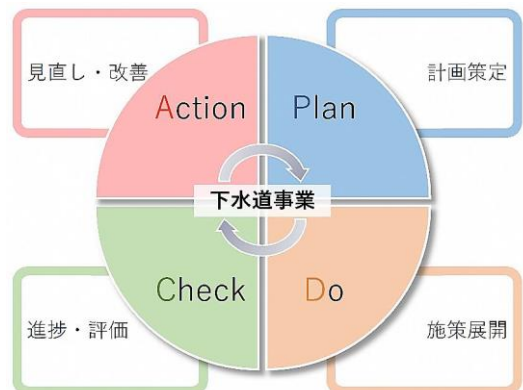 見直し・改善
計画策定
Action
Plan
下水道事業
Check
Do
進捗・評価
施策展開